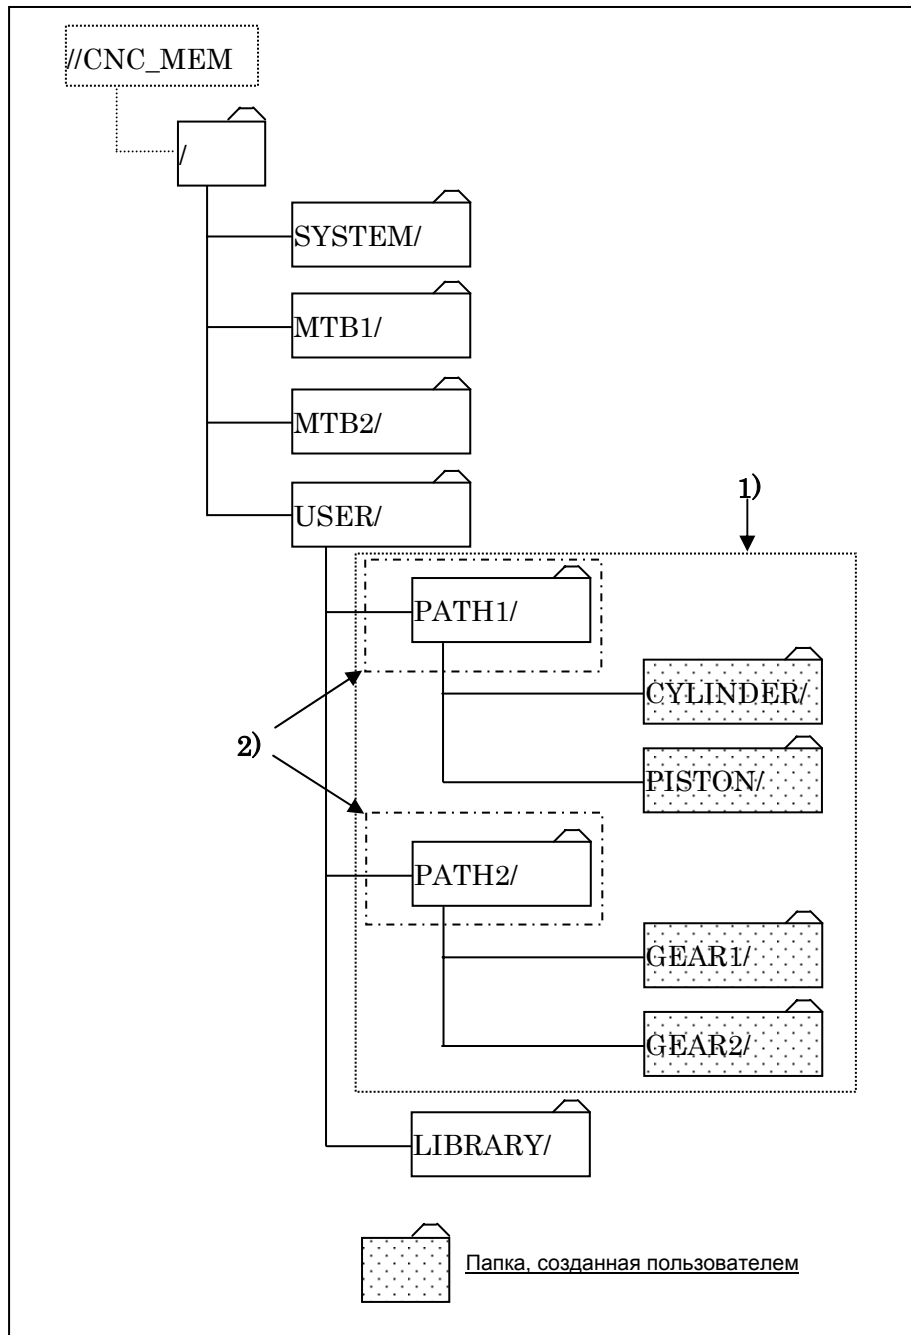 //CNC_MEM
/
SYSTEM/
MTB1/
MTB2/
USER/
1)
PATH1/
CYLINDER/
2)
PISTON/
PATH2/
GEAR1/
GEAR2/
LIBRARY/
Папка, созданная пользователем